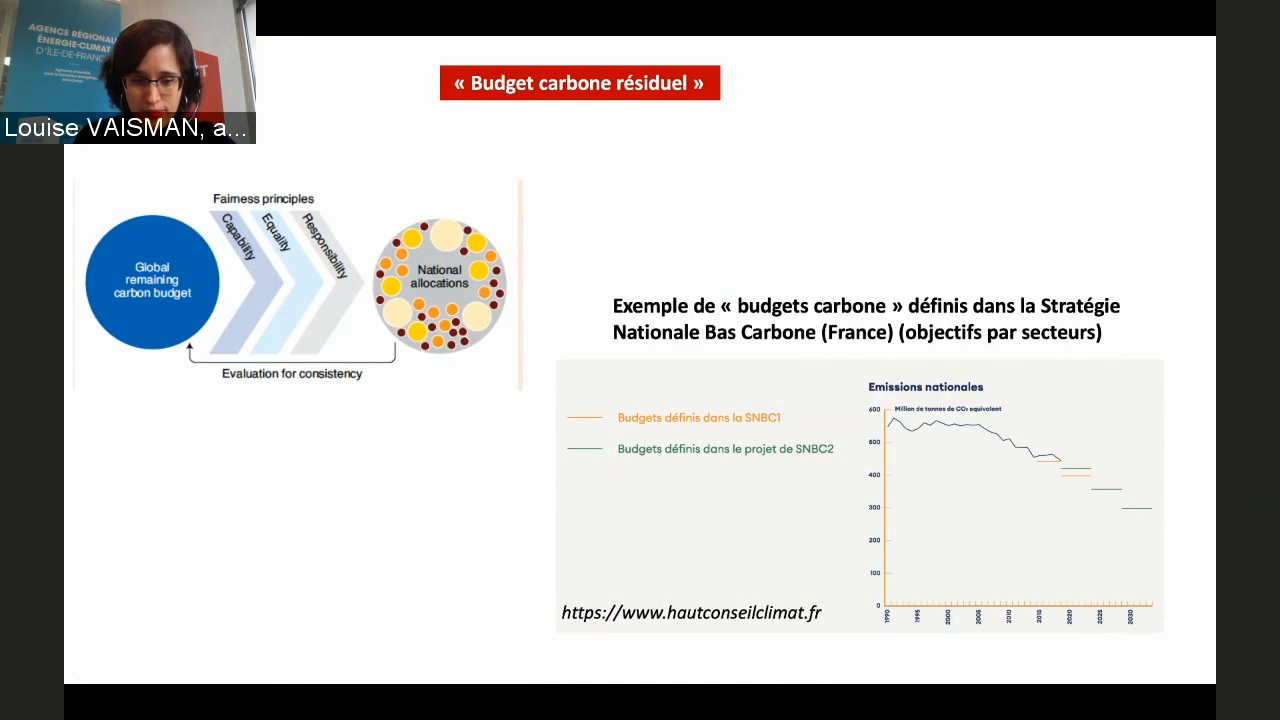 AGENCE RÉGIONALE
ÉNERGIE-CLIMAT
D'ÎLE-DE-FRANCE
Louise VAISMAN, a...
« Budget carbone résiduel »
Fairness principles
Capability
Equality
Responsibility
Global
remaining
carbon budget
National
allocations
Evaluation for consistency
Exemple de « budgets carbone » définis dans la Stratégie
Nationale Bas Carbone (France) (objectifs par secteurs)
Emissions nationales
Million de tonnes de CO₂ equivalent
Budgets définis dans la SNBC1
Budgets définis dans le projet de SNBC2
600
500
400
300
200
100
0
1990
1995
2000
2005
2010
2015
2020
2025
2030
https://www.hautconseilclimat.fr